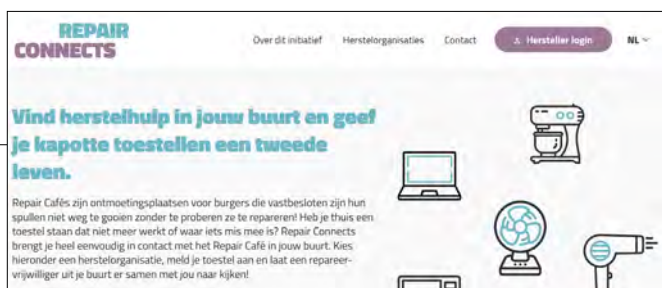 REPAIR
CONNECTS
Over dit initiatief Herstelorganisaties Contact Hersteller login NL
Vind herstelhulp in jouw buurt en geef
je kapotte toestellen een tweede
leven.
Repair Cafés zijn ontmoetingsplaatsen voor burgers die vastbesloten zijn hun
spullen niet weg te gooien zonder te proberen ze te repareren! Heb je thuis een
toestel staan dat niet meer werkt of waar iets mis mee is? Repair Connects
brengt je heel eenvoudig in contact met het Repair Café in jouw buurt. Kies
hieronder een herstelorganisatie, meld je toestel aan en laat een repareer-
vrijwilliger uit je buurt er samen met jou naar kijken!